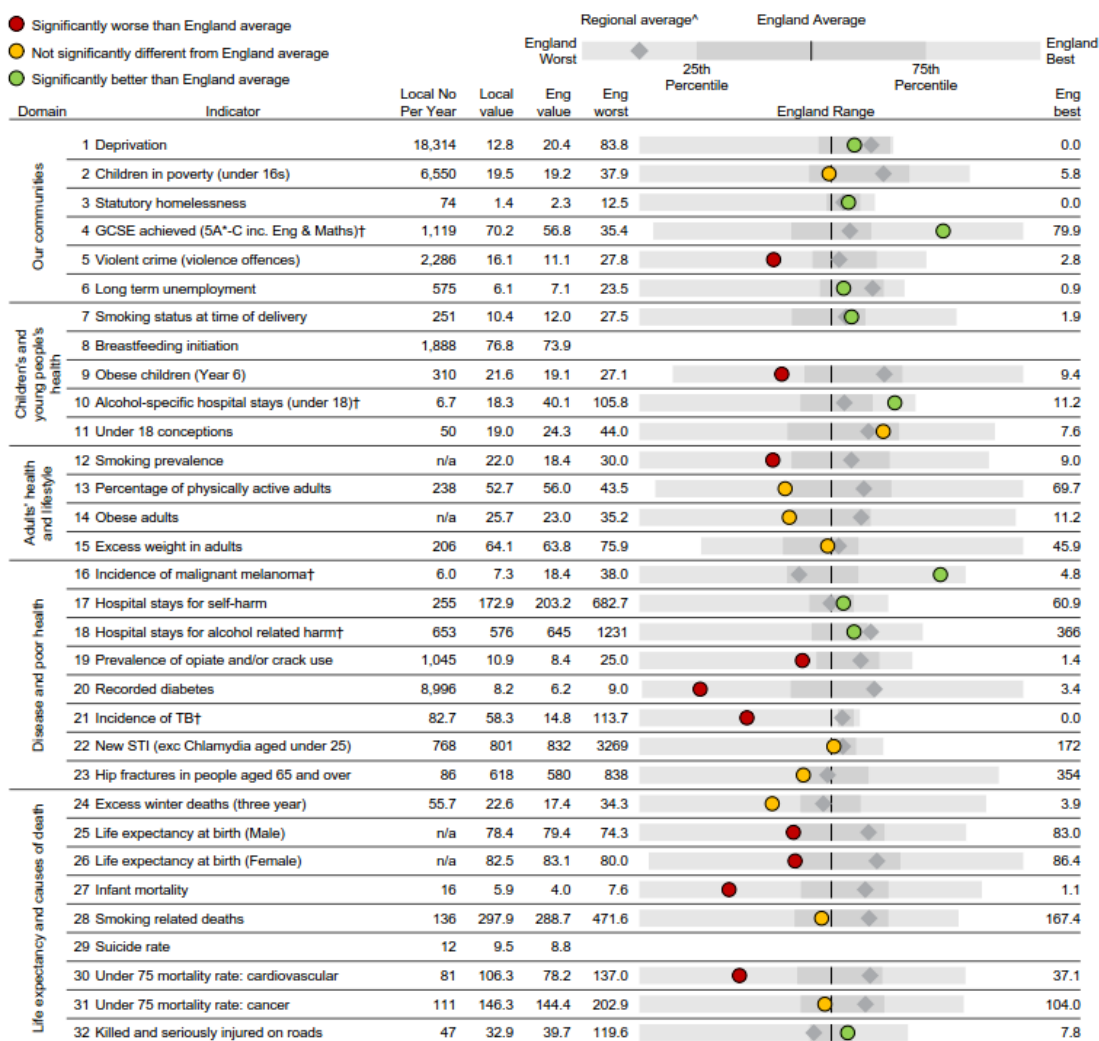 Significantly worse than England average
Not significantly different from England average
Significantly better than England average
Regional average^ England Average
England Worst
England Best
25th Percentile
75th Percentile
Domain Indicator Local No Per Year Local value Eng value Eng worst England Range Eng best
Our communities
1 Deprivation 18,314 12.8 20.4 83.8 0.0
2 Children in poverty (under 16s) 6,550 19.5 19.2 37.9 5.8
3 Statutory homelessness 74 1.4 2.3 12.5 0.0
4 GCSE achieved (5A*-C inc. Eng & Maths)† 1,119 70.2 56.8 35.4 79.9
5 Violent crime (violence offences) 2,286 16.1 11.1 27.8 2.8
6 Long term unemployment 575 6.1 7.1 23.5 0.9
Children's and young people's health
7 Smoking status at time of delivery 251 10.4 12.0 27.5 1.9
8 Breastfeeding initiation 1,888 76.8 73.9
9 Obese children (Year 6) 310 21.6 19.1 27.1 9.4
10 Alcohol-specific hospital stays (under 18)† 6.7 18.3 40.1 105.8 11.2
11 Under 18 conceptions 50 19.0 24.3 44.0 7.6
Adults' health and lifestyle
12 Smoking prevalence n/a 22.0 18.4 30.0 9.0
13 Percentage of physically active adults 238 52.7 56.0 43.5 69.7
14 Obese adults n/a 25.7 23.0 35.2 11.2
15 Excess weight in adults 206 64.1 63.8 75.9 45.9
Disease and poor health
16 Incidence of malignant melanoma† 6.0 7.3 18.4 38.0 4.8
17 Hospital stays for self-harm 255 172.9 203.2 682.7 60.9
18 Hospital stays for alcohol related harm† 653 576 645 1231 366
19 Prevalence of opiate and/or crack use 1,045 10.9 8.4 25.0 1.4
20 Recorded diabetes 8,996 8.2 6.2 9.0 3.4
21 Incidence of TB† 82.7 58.3 14.8 113.7 0.0
22 New STI (exc Chlamydia aged under 25) 768 801 832 3269 172
23 Hip fractures in people aged 65 and over 86 618 580 838 354
Life expectancy and causes of death
24 Excess winter deaths (three year) 55.7 22.6 17.4 34.3 3.9
25 Life expectancy at birth (Male) n/a 78.4 79.4 74.3 83.0
26 Life expectancy at birth (Female) n/a 82.5 83.1 80.0 86.4
27 Infant mortality 16 5.9 4.0 7.6 1.1
28 Smoking related deaths 136 297.9 288.7 471.6 167.4
29 Suicide rate 12 9.5 8.8
30 Under 75 mortality rate: cardiovascular 81 106.3 78.2 137.0 37.1
31 Under 75 mortality rate: cancer 111 146.3 144.4 202.9 104.0
32 Killed and seriously injured on roads 47 32.9 39.7 119.6 7.8